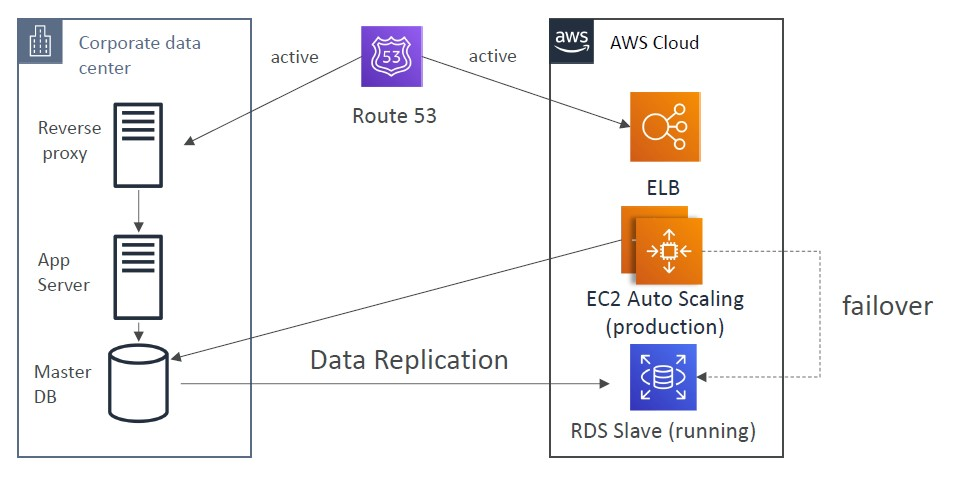 Corporate data
center
active
53
active
aws
AWS Cloud
Route 53
Reverse
proxy
ELB
App
Server
EC2 Auto Scaling
(production)
failover
Master
DB
Data Replication
RDS Slave (running)